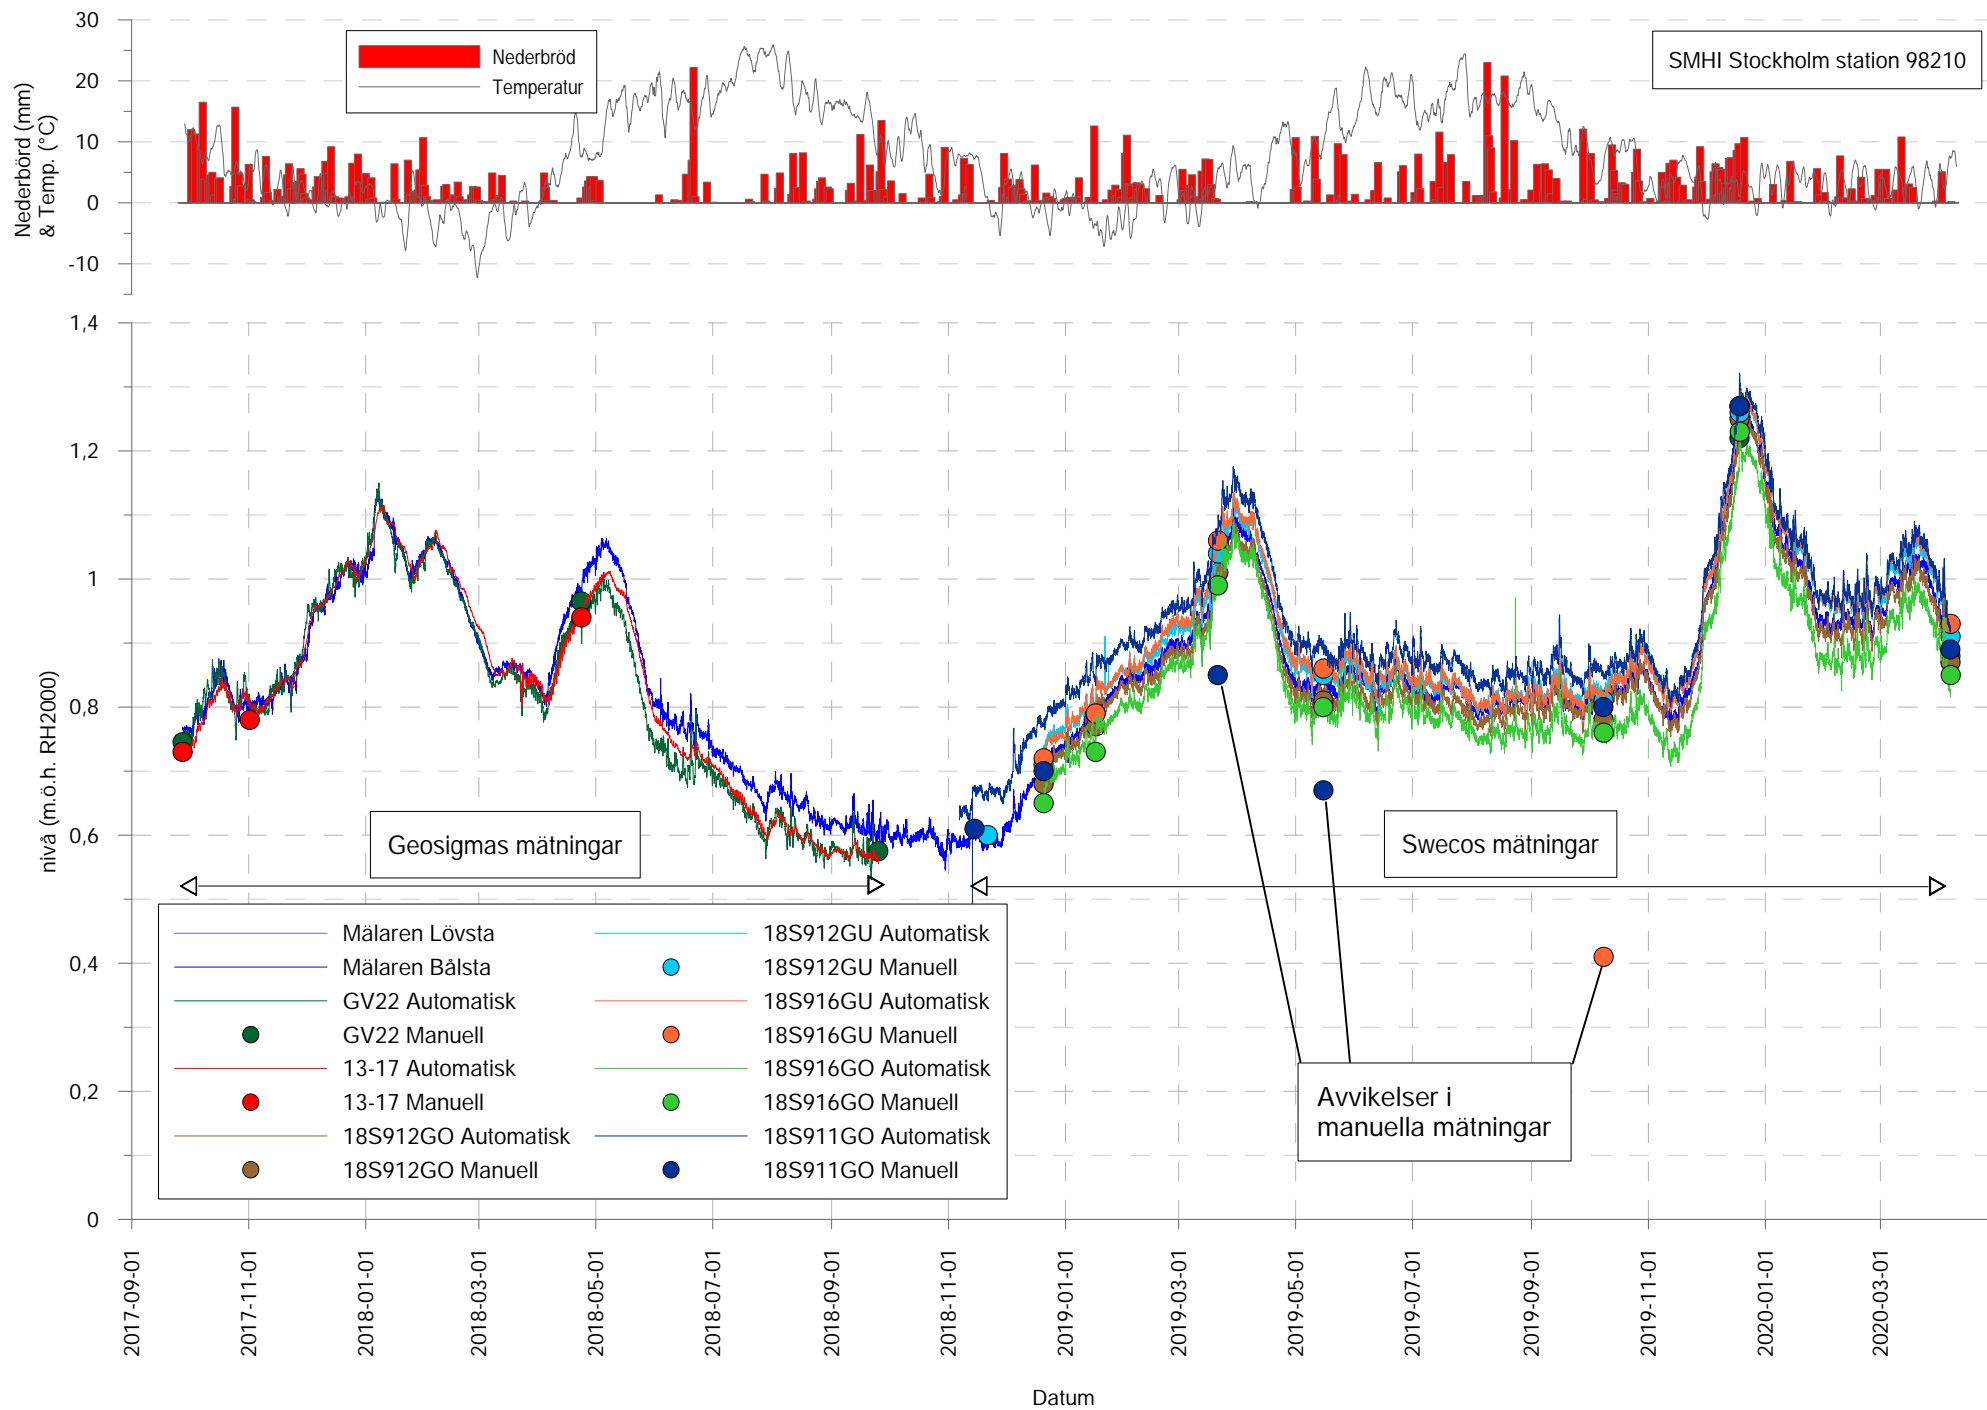 30
20
10
0
-10
Nederbörd (mm)
& Temp. (°C)
Nederbröd
Temperatur
SMHI Stockholm station 98210
1,4
1,2
1
0,8
0,6
0,4
0,2
0
nivå (m.ö.h. RH2000)
Geosigmas mätningar
Swecos mätningar
Mälaren Lövsta
Mälaren Bålsta
GV22 Automatisk
GV22 Manuell
13-17 Automatisk
13-17 Manuell
18S912GO Automatisk
18S912GO Manuell
18S912GU Automatisk
18S912GU Manuell
18S916GU Automatisk
18S916GU Manuell
18S916GO Automatisk
18S916GO Manuell
18S911GO Automatisk
18S911GO Manuell
Avvikelser i
manuella mätningar
2017-09-01
2017-11-01
2018-01-01
2018-03-01
2018-05-01
2018-07-01
2018-09-01
2018-11-01
2019-01-01
2019-03-01
2019-05-01
2019-07-01
2019-09-01
2019-11-01
2020-01-01
2020-03-01
Datum